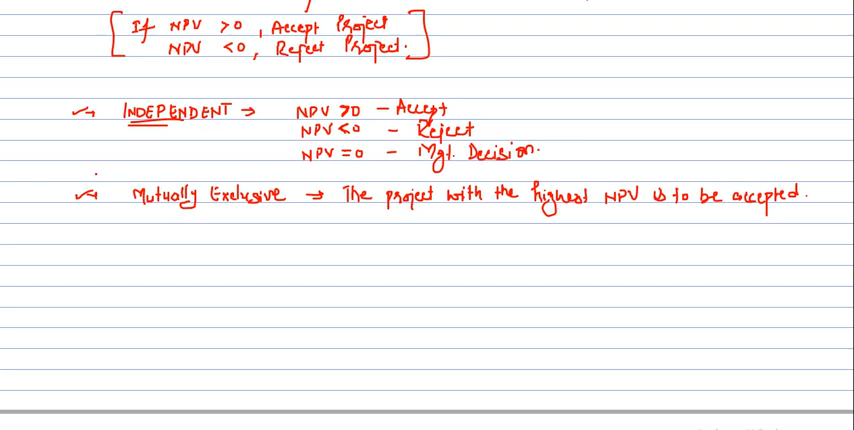 If NPV >0, Accept Project
NPV <0, Reject Project.
INDEPENDENT → NPV >0 – Accept
NPV <0 – Reject
NPV =0 – Mgt. Decision.
Mutually Exclusive → The project with the highest NPV is to be accepted.